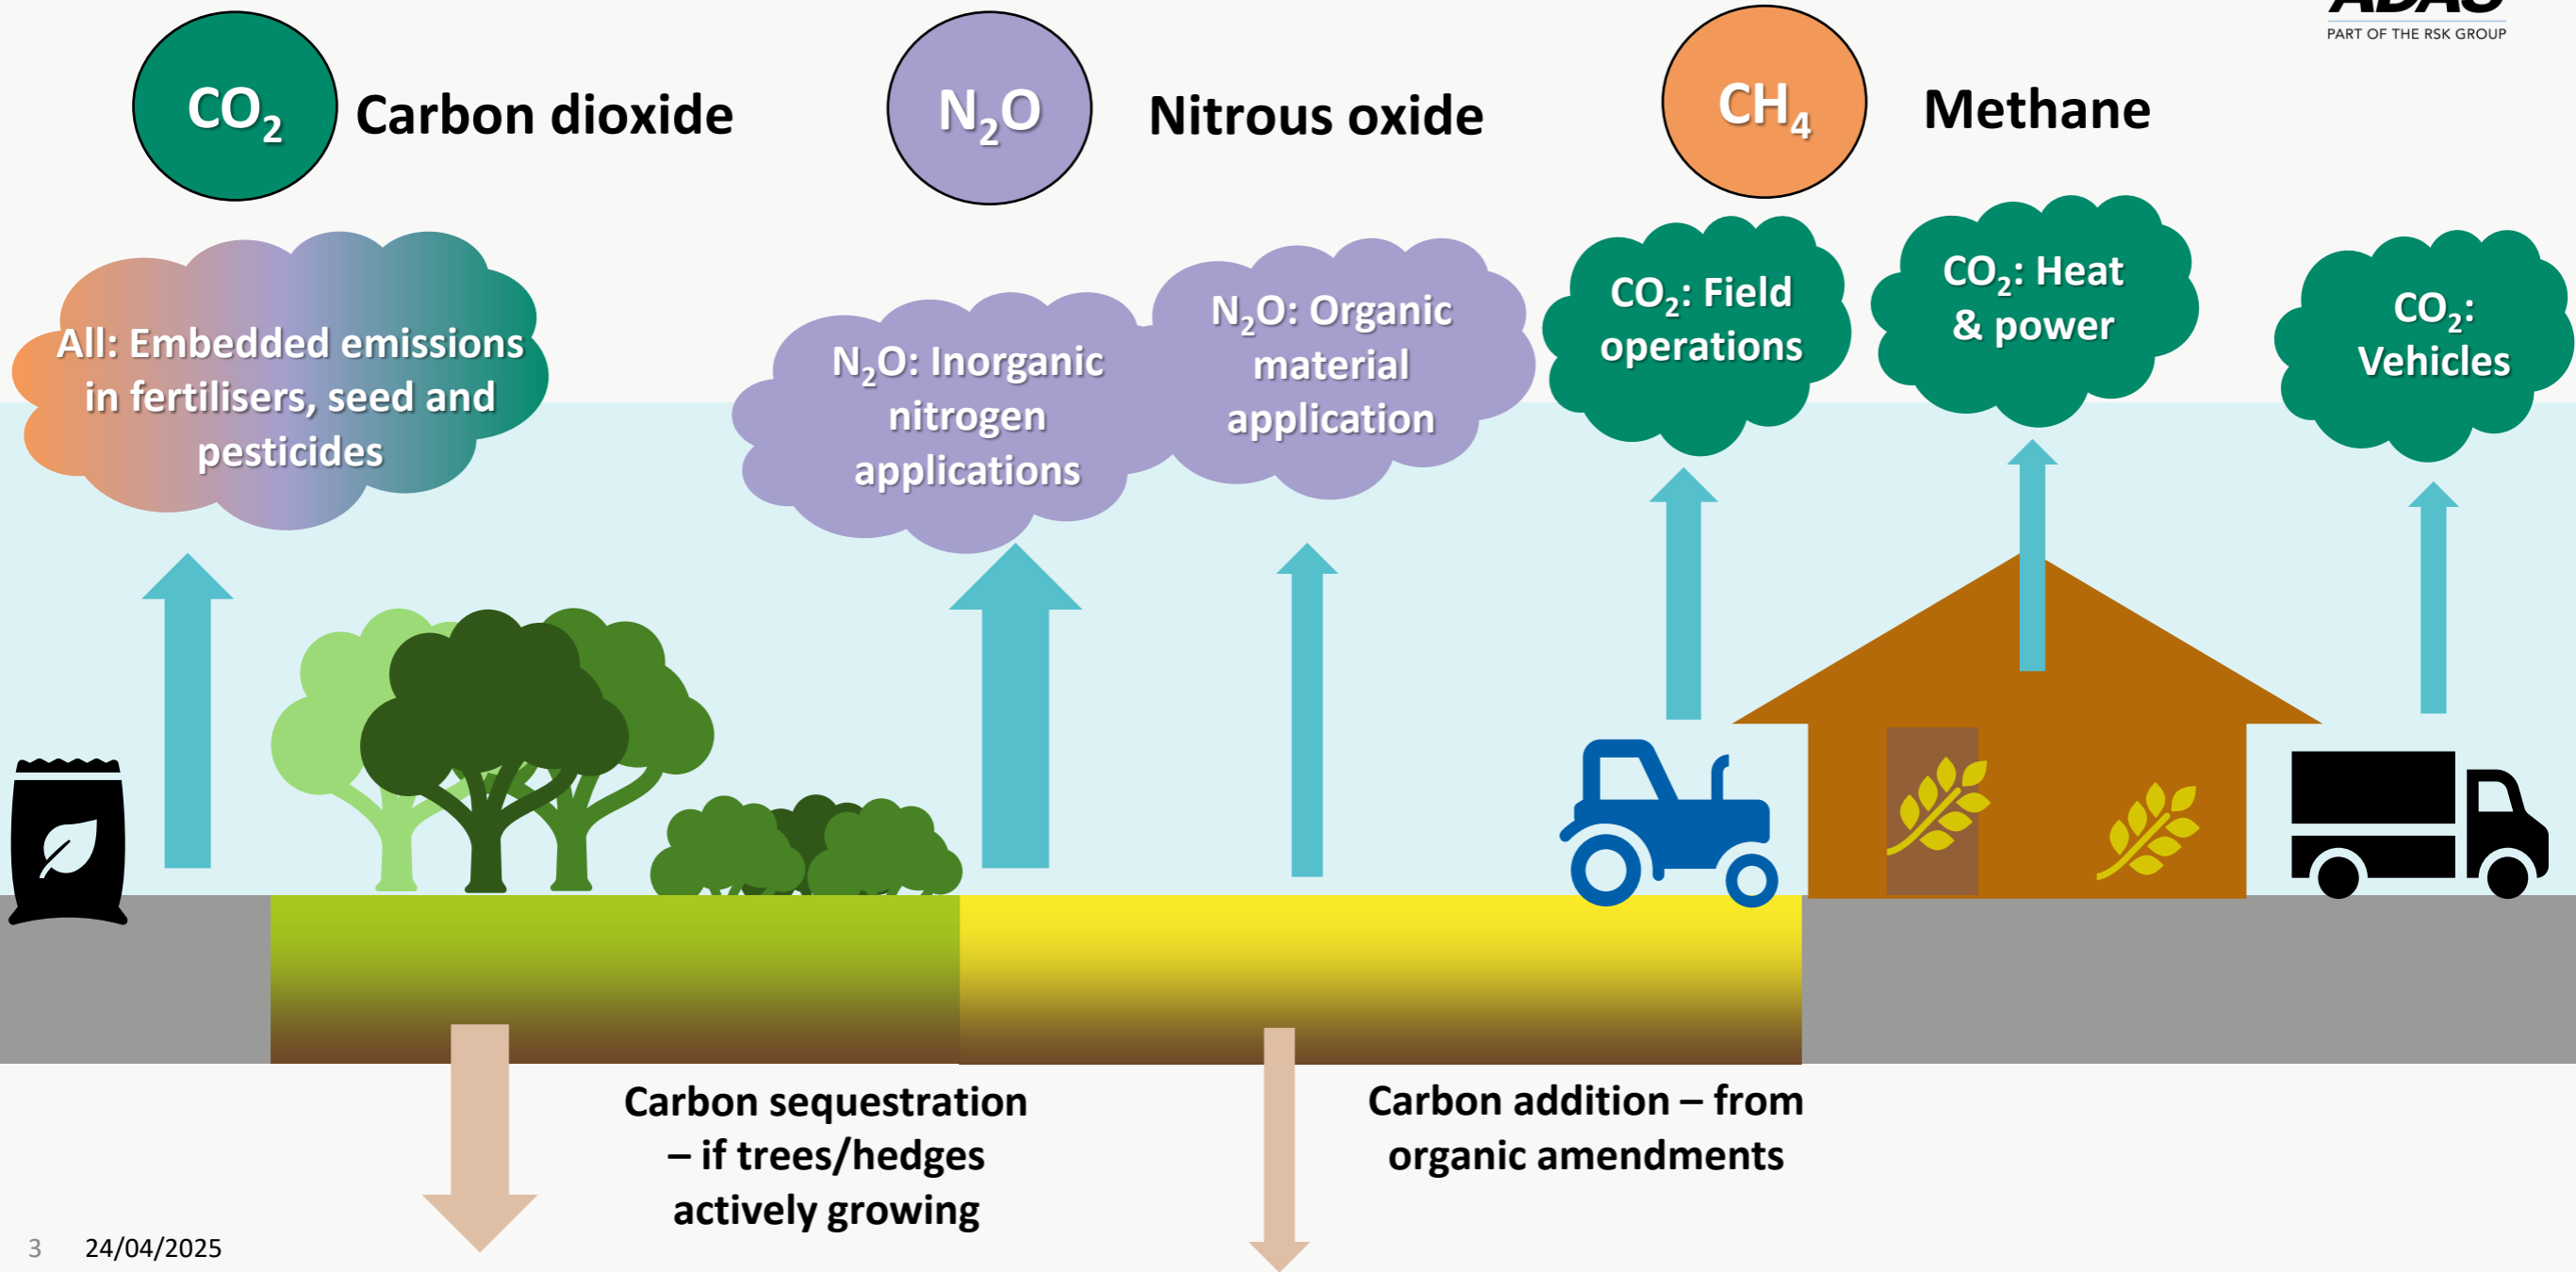 ADAS
PART OF THE RSK GROUP
CO₂
Carbon dioxide
N₂O
Nitrous oxide
CH₄
Methane
All: Embedded emissions
in fertilisers, seed and
pesticides
N₂O: Inorganic
nitrogen
applications
N₂O: Organic
material
application
CO₂: Field
operations
CO₂: Heat
& power
CO₂:
Vehicles
Carbon sequestration
– if trees/hedges
actively growing
Carbon addition – from
organic amendments
3
24/04/2025